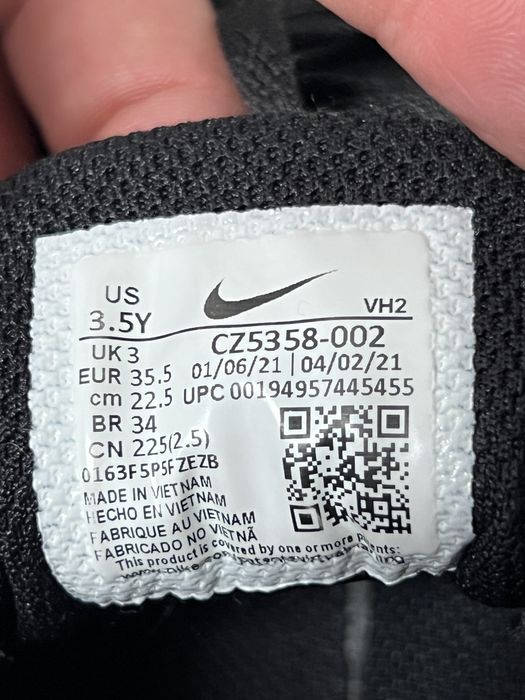 US
3.5Y
VH2
UK 3
CZ5358-002
EUR 35.5
01/06/21 | 04/02/21
cm 22.5
UPC 00194957445455
BR 34
CN 225(2.5)
0163F5P5FZEZB
MADE IN VIETNAM
HECHO EN VIETNAM
FABRIQUE AU VIETNAM
FABRICADO NO VIETNÃ
This product is covered by one or more patents: